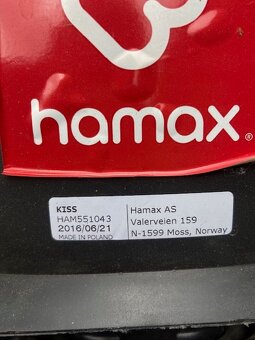 hamax®
KISS
HAM551043
2016/06/21
MADE IN POLAND
Hamax AS
Valerveien 159
N-1599 Moss, Norway